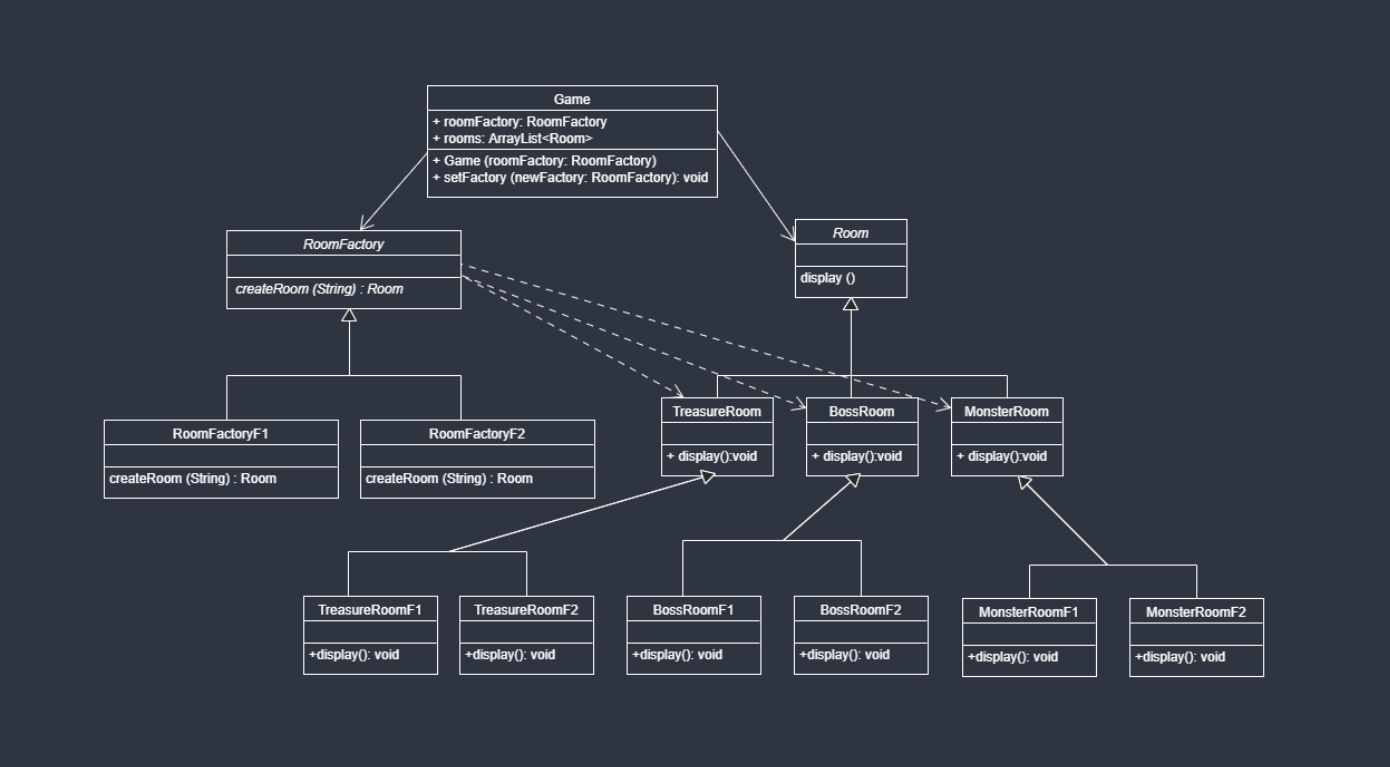 Game
+ roomFactory: RoomFactory
+ rooms: ArrayList<Room>
+ Game (roomFactory: RoomFactory)
+ setFactory (newFactory: RoomFactory): void
RoomFactory
createRoom (String) : Room
Room
display ()
RoomFactoryF1
createRoom (String) : Room
RoomFactoryF2
createRoom (String) : Room
TreasureRoom
+ display():void
BossRoom
+ display():void
MonsterRoom
+ display():void
TreasureRoomF1
+display(): void
TreasureRoomF2
+display(): void
BossRoomF1
+display(): void
BossRoomF2
+display(): void
MonsterRoomF1
+display(): void
MonsterRoomF2
+display(): void